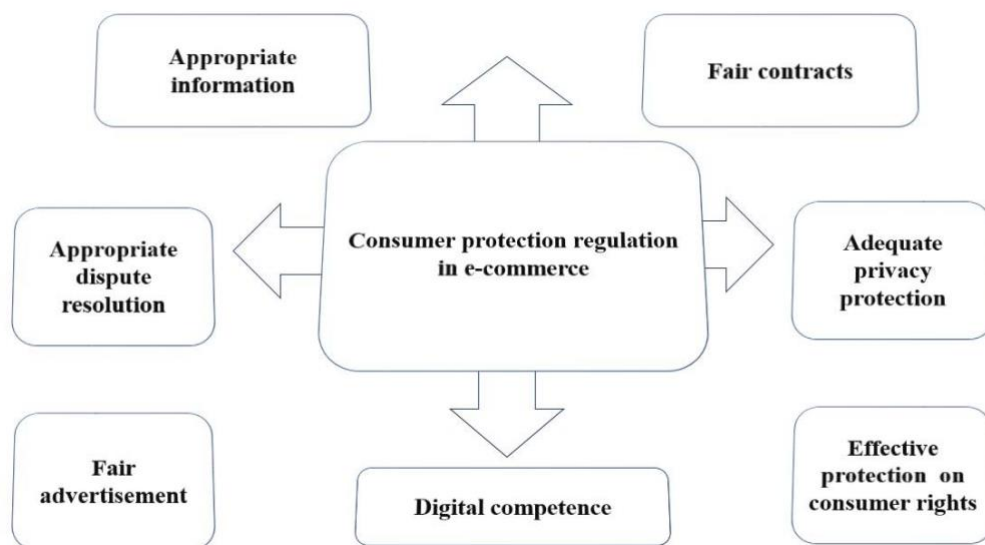 Appropriate
information
Fair contracts
Consumer protection regulation
in e-commerce
Appropriate
dispute
resolution
Adequate
privacy
protection
Fair
advertisement
Digital competence
Effective
protection on
consumer rights